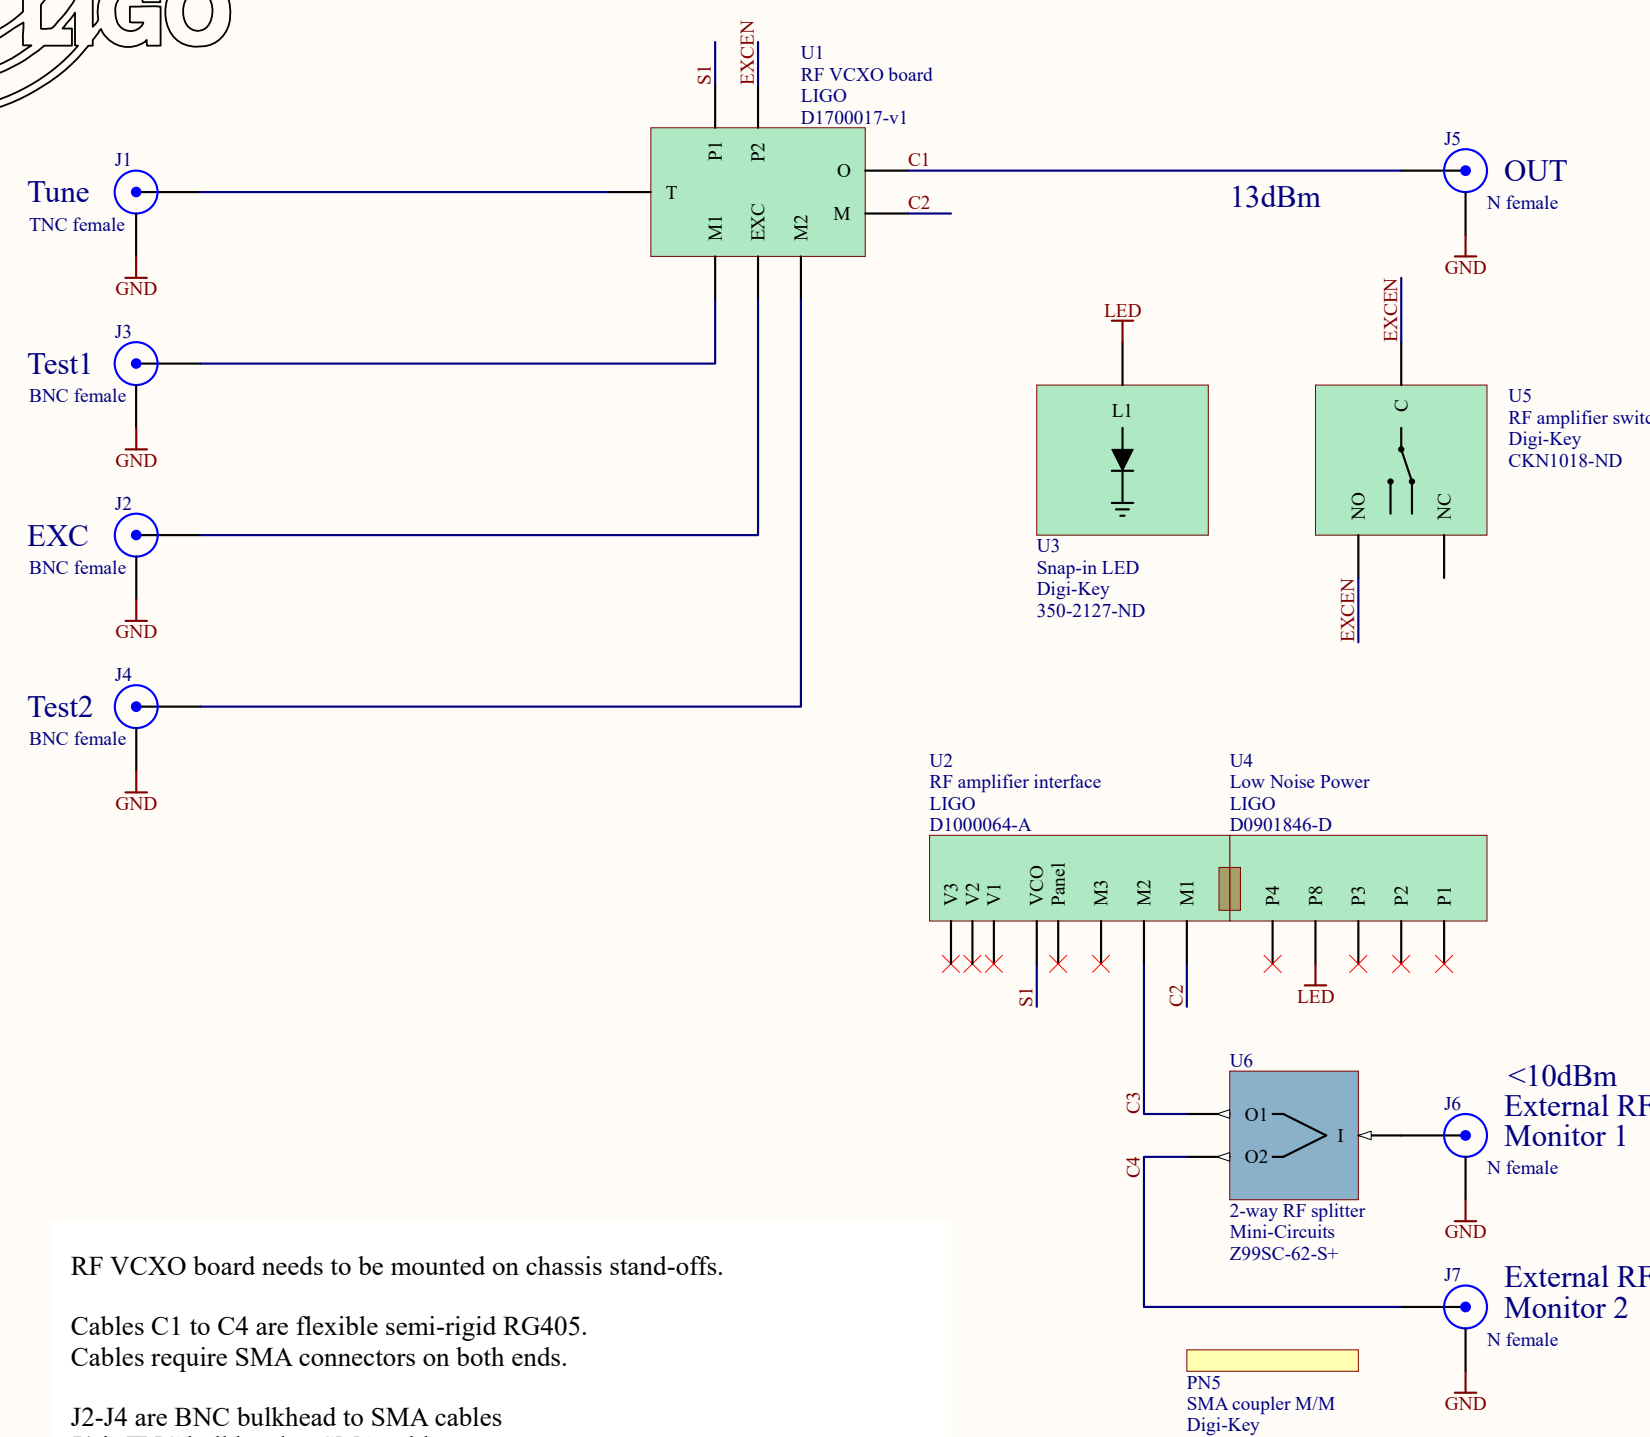 LIGO
S1
EXCEN
U1
RF VCXO board
LIGO
D1700017-v1
P1
P2
T
M1
EXC
M2
O
M
C1
C2
13dBm
J1
Tune
TNC female
GND
J3
Test1
BNC female
GND
J2
EXC
BNC female
GND
J4
Test2
BNC female
GND
J5
OUT
N female
GND
LED
L1
U3
Snap-in LED
Digi-Key
350-2127-ND
EXCEN
C
NO
NC
EXCEN
U5
RF amplifier
Digi-Key
CKN1018-ND
U2
RF amplifier interface
LIGO
D1000064-A
U4
Low Noise Power
LIGO
D0901846-D
V3
V2
V1
VCO
Panel
M3
M2
M1
P4
P8
P3
P2
P1
S1
C2
LED
C3
C4
U6
O1
O2
I
2-way RF splitter
Mini-Circuits
Z99SC-62-S+
<10dBm
J6
External RF
Monitor 1
N female
GND
J7
External RF
Monitor 2
N female
GND
PN5
SMA coupler M/M
Digi-Key
RF VCXO board needs to be mounted on chassis stand-offs.
Cables C1 to C4 are flexible semi-rigid RG405.
Cables require SMA connectors on both ends.
J2-J4 are BNC bulkhead to SMA cables